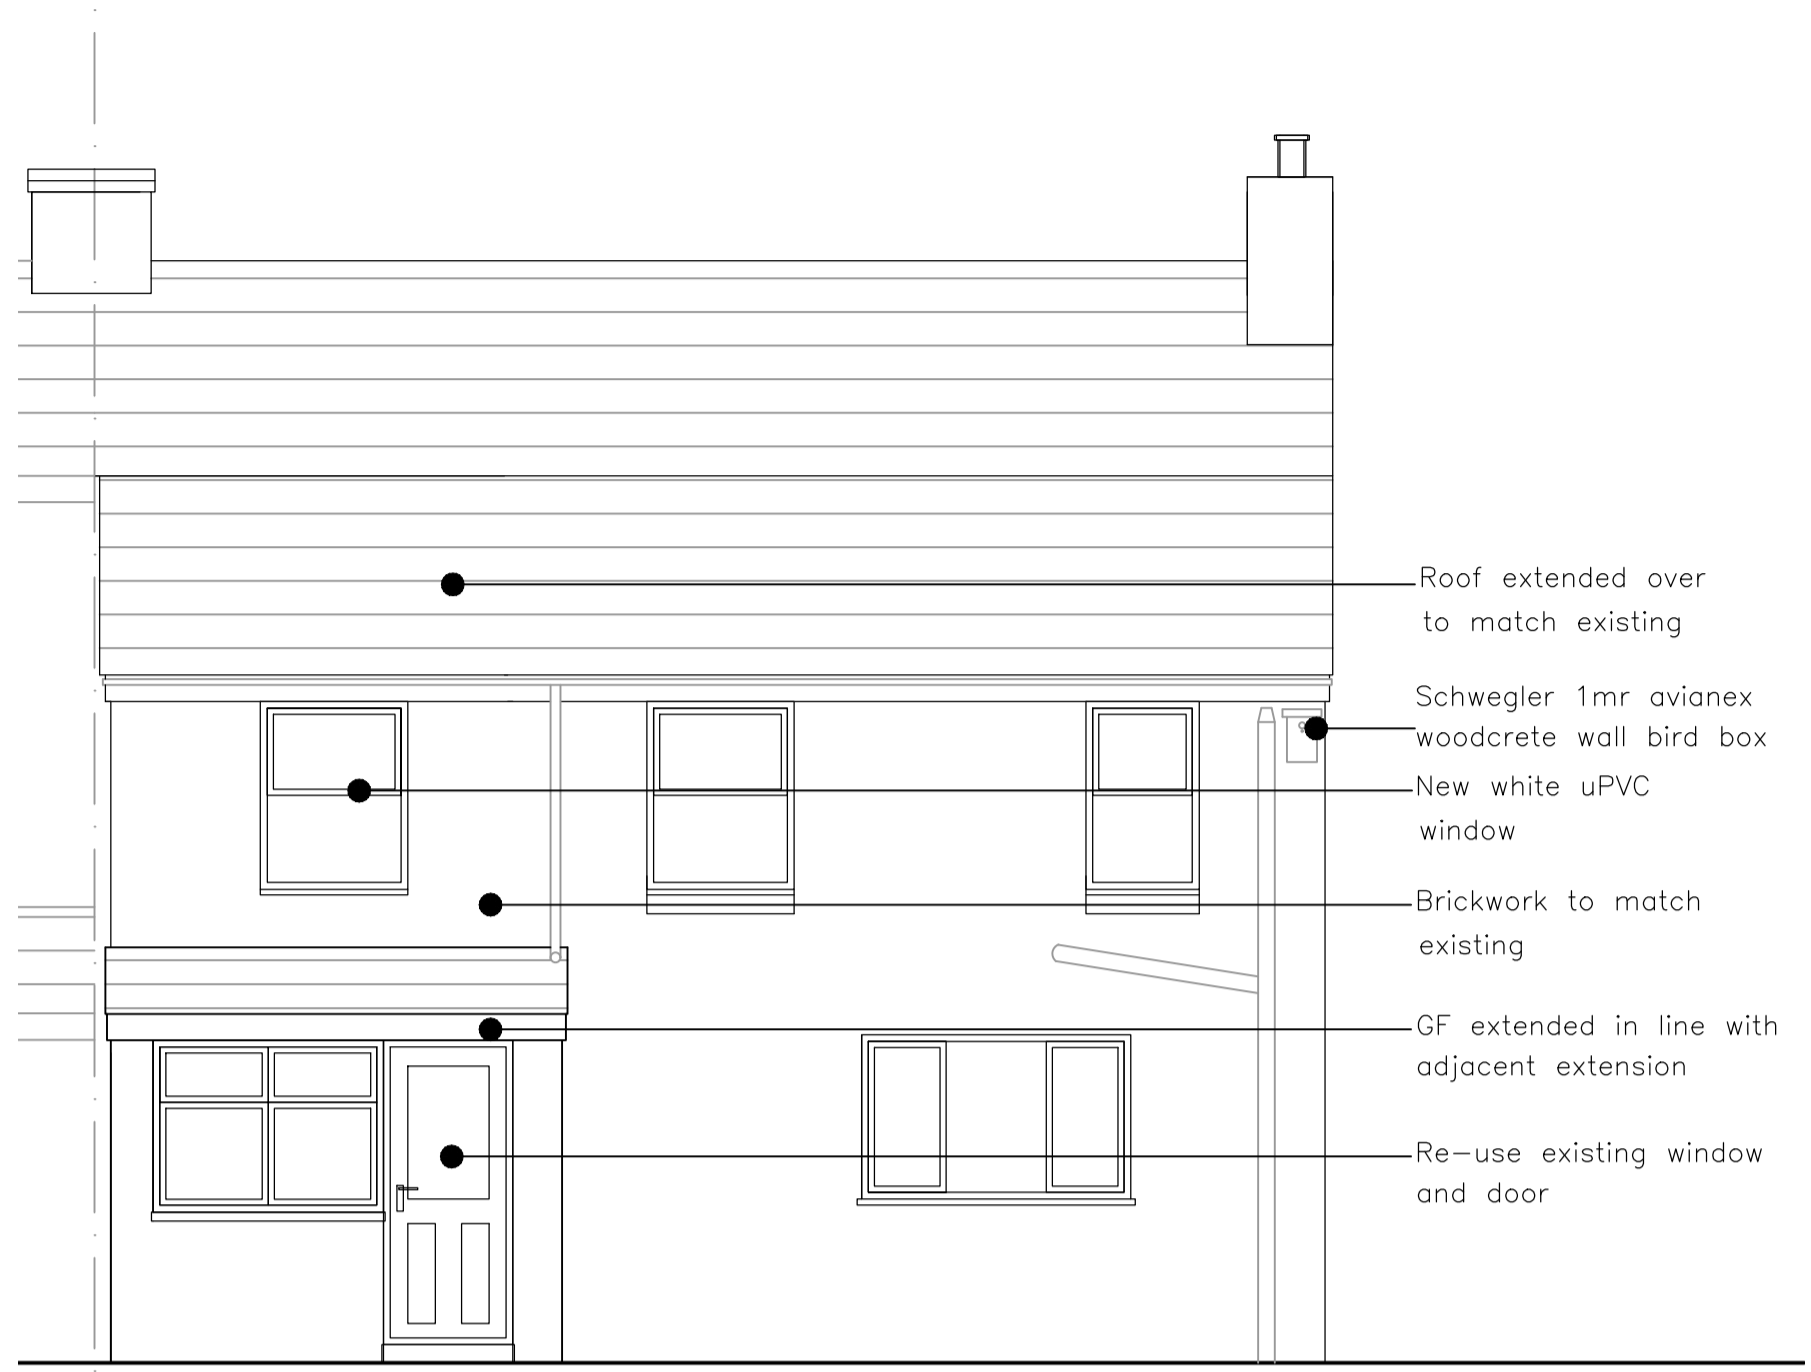 Roof extended over
to match existing
Schwegler 1mr avianex
woodcrete wall bird box
New white uPVC
window
Brickwork to match
existing
GF extended in line with
adjacent extension
Re-use existing window
and door